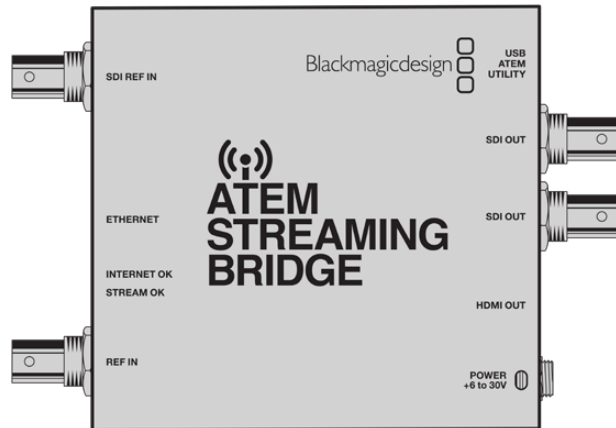 SDI REF IN
Blackmagicdesign
USB
ATEM
UTILITY
SDI OUT
ATEM
STREAMING
BRIDGE
ETHERNET
SDI OUT
INTERNET OK
STREAM OK
HDMI OUT
REF IN
POWER
+6 to 30V